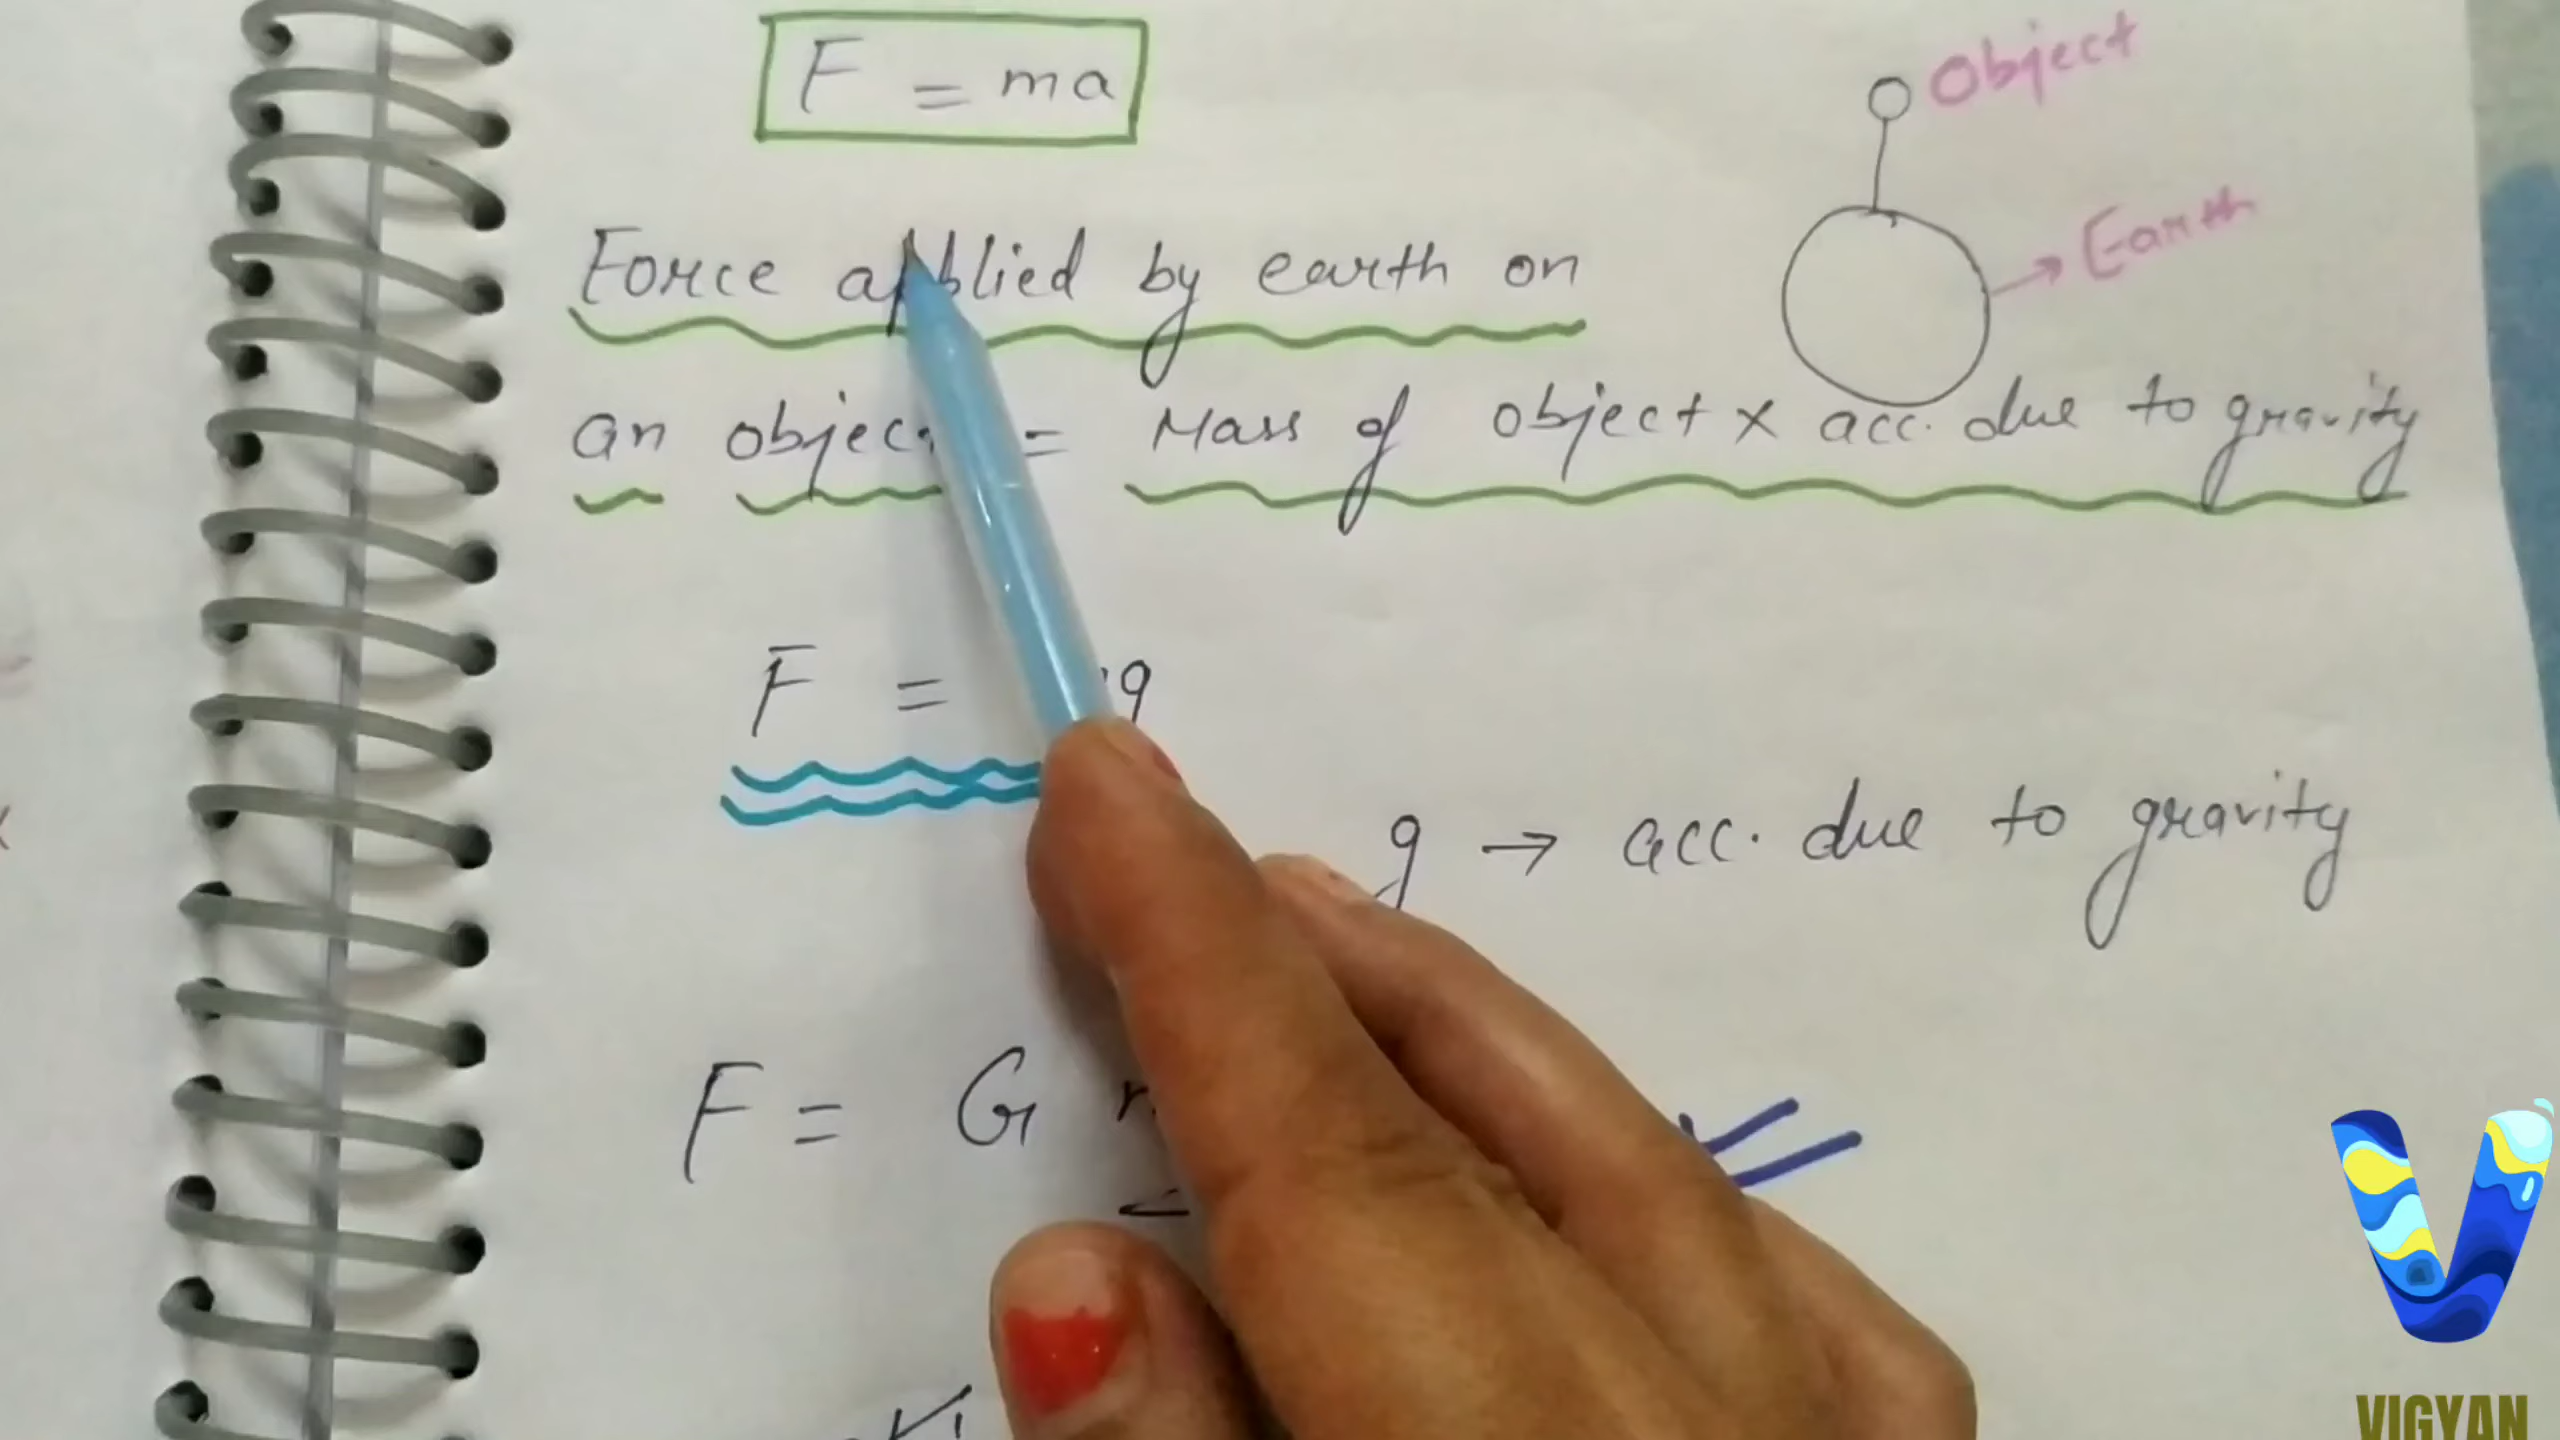 F = ma
Object
Earth
Force applied by earth on
an object = Mass of object x acc. due to gravity
F =
g → acc. due to gravity
F = G
VIGYAN